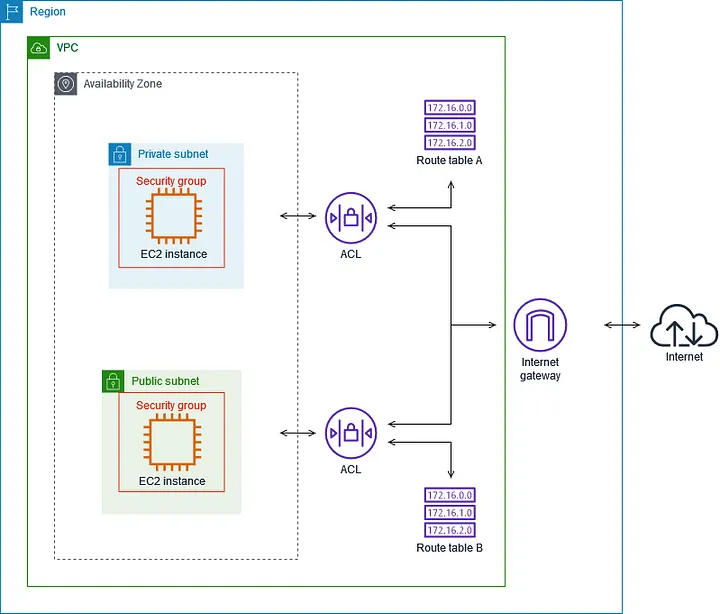 Region
VPC
Availability Zone
172.16.0.0
172.16.1.0
172.16.2.0
Route table A
Private subnet
Security group
EC2 instance
ACL
Internet
gateway
Internet
Public subnet
Security group
EC2 instance
ACL
172.16.0.0
172.16.1.0
172.16.2.0
Route table B